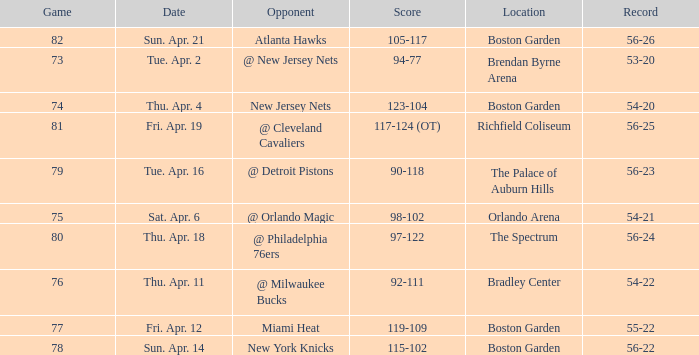 Game Date Opponent Score Location Record
82 Sun. Apr. 21 Atlanta Hawks 105-117 Boston Garden 56-26
73 Tue. Apr. 2 @ New Jersey Nets 94-77 Brendan Byrne Arena 53-20
74 Thu. Apr. 4 New Jersey Nets 123-104 Boston Garden 54-20
81 Fri. Apr. 19 @ Cleveland Cavaliers 117-124 (OT) Richfield Coliseum 56-25
79 Tue. Apr. 16 @ Detroit Pistons 90-118 The Palace of Auburn Hills 56-23
75 Sat. Apr. 6 @ Orlando Magic 98-102 Orlando Arena 54-21
80 Thu. Apr. 18 @ Philadelphia 76ers 97-122 The Spectrum 56-24
76 Thu. Apr. 11 @ Milwaukee Bucks 92-111 Bradley Center 54-22
77 Fri. Apr. 12 Miami Heat 119-109 Boston Garden 55-22
78 Sun. Apr. 14 New York Knicks 115-102 Boston Garden 56-22